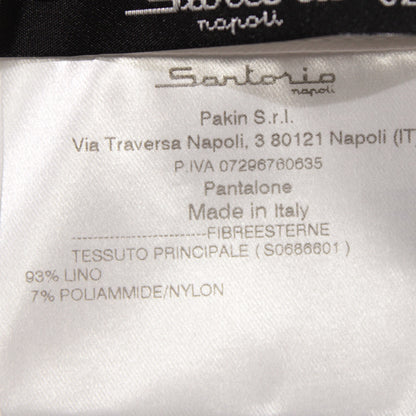 napoli
Sartorio
napoli
Pakin S.r.l.
Via Traversa Napoli, 3 80121 Napoli (IT)
P.IVA 07296760635
Pantalone
Made in Italy
-----------------------FIBREESTERNE
TESSUTO PRINCIPALE ( S0686601 )
93% LINO
7% POLIAMMIDE/NYLON